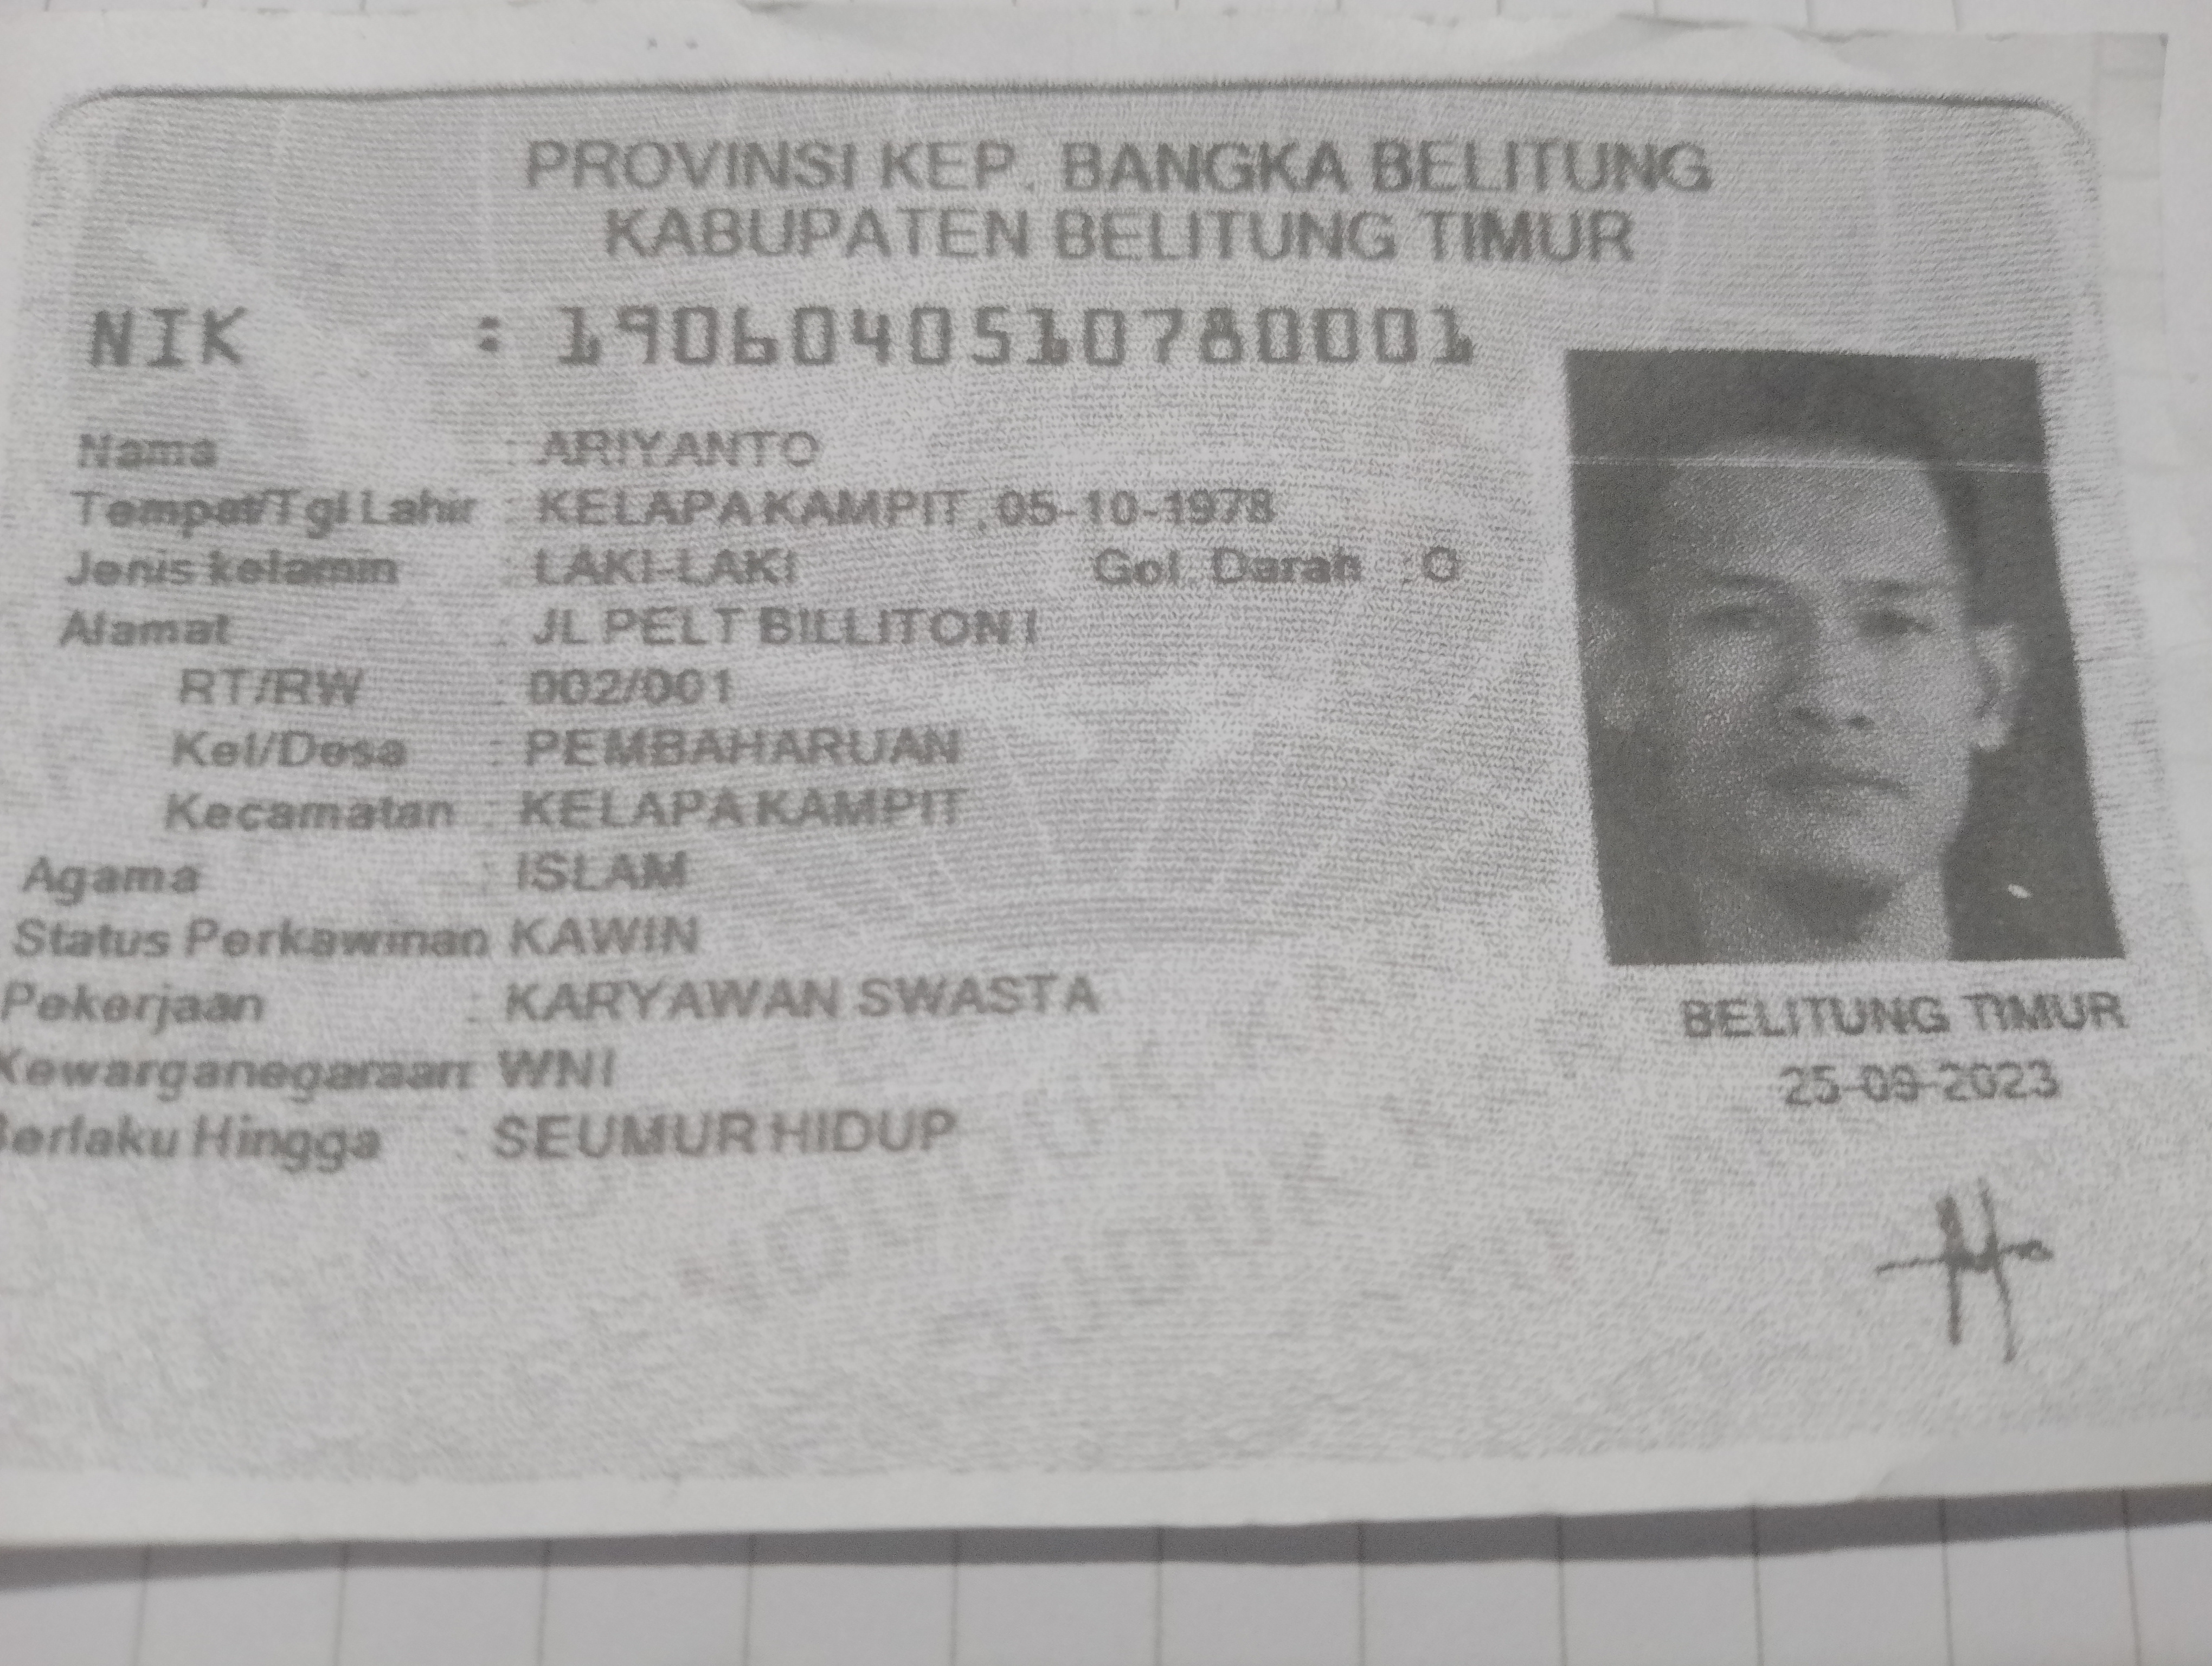 PROVINSI KEP. BANGKA BELITUNG
KABUPATEN BELITUNG TIMUR
NIK : 1906040510780001
Nama : ARIYANTO
Tempat/Tgl Lahir : KELAPA KAMPIT, 05-10-1978
Jenis kelamin : LAKI-LAKI Gol. Darah : O
Alamat : JL PELT BILLITON I
RT/RW : 002/001
Kel/Desa : PEMBAHARUAN
Kecamatan : KELAPA KAMPIT
Agama : ISLAM
Status Perkawinan KAWIN
Pekerjaan : KARYAWAN SWASTA
Kewarganegaraan: WNI
Berlaku Hingga : SEUMUR HIDUP
BELITUNG TIMUR
25-09-2023